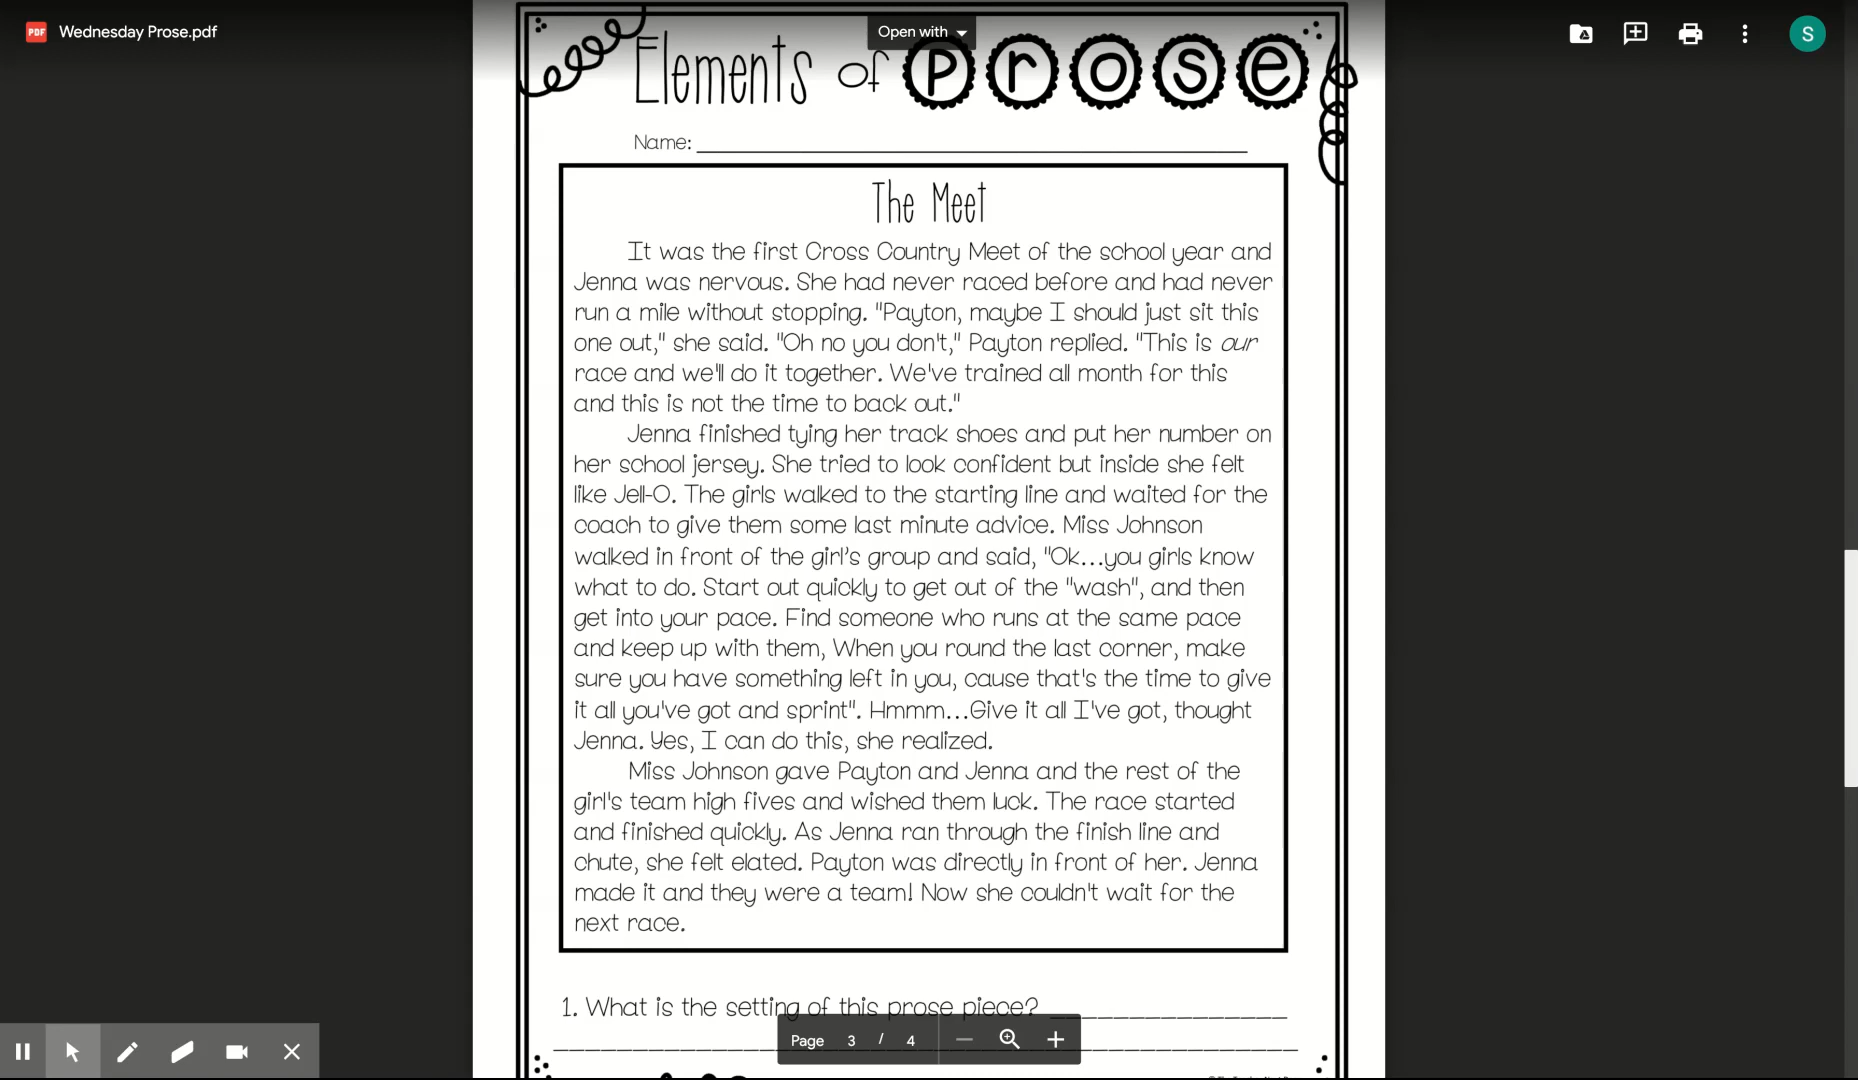 Wednesday Prose.pdf
Open with
S
Elements of Prose
Name:
The Meet
It was the first Cross Country Meet of the school year and
Jenna was nervous. She had never raced before and had never
run a mile without stopping. "Payton, maybe I should just sit this
one out," she said. "Oh no you don't," Payton replied. "This is our
race and we'll do it together. We've trained all month for this
and this is not the time to back out."
Jenna finished tying her track shoes and put her number on
her school jersey. She tried to look confident but inside she felt
like Jell-O. The girls walked to the starting line and waited for the
coach to give them some last minute advice. Miss Johnson
walked in front of the girl's group and said, "Ok...you girls know
what to do. Start out quickly to get out of the "wash", and then
get into your pace. Find someone who runs at the same pace
and keep up with them, When you round the last corner, make
sure you have something left in you, cause that's the time to give
it all you've got and sprint". Hmmm...Give it all I've got, thought
Jenna. Yes, I can do this, she realized.
Miss Johnson gave Payton and Jenna and the rest of the
girl's team high fives and wished them luck. The race started
and finished quickly. As Jenna ran through the finish line and
chute, she felt elated. Payton was directly in front of her. Jenna
made it and they were a team! Now she couldn't wait for the
next race.
1. What is the setting of this prose piece?
Page 3 / 4